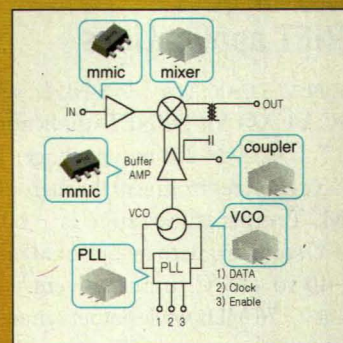 mmic
mixer
IN
OUT
Buffer
AMP
mmic
coupler
VCO
VCO
PLL
PLL
1) DATA
2) Clock
3) Enable
1 2 3